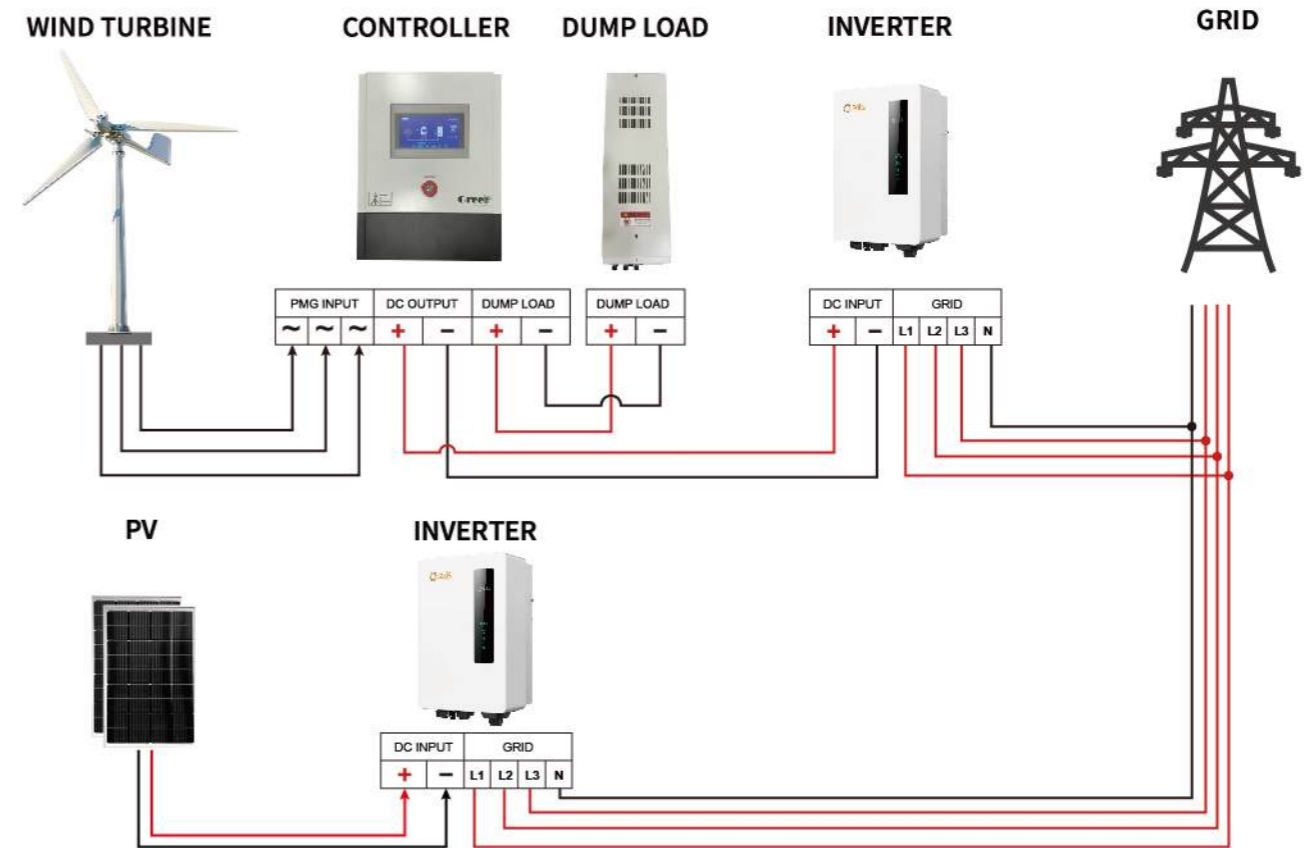 WIND TURBINE
CONTROLLER
DUMP LOAD
INVERTER
GRID
PMG INPUT
DC OUTPUT
DUMP LOAD
~ ~ ~ + − + −
DUMP LOAD
+ −
DC INPUT
GRID
+ − L1 L2 L3 N
PV
INVERTER
DC INPUT
GRID
+ − L1 L2 L3 N